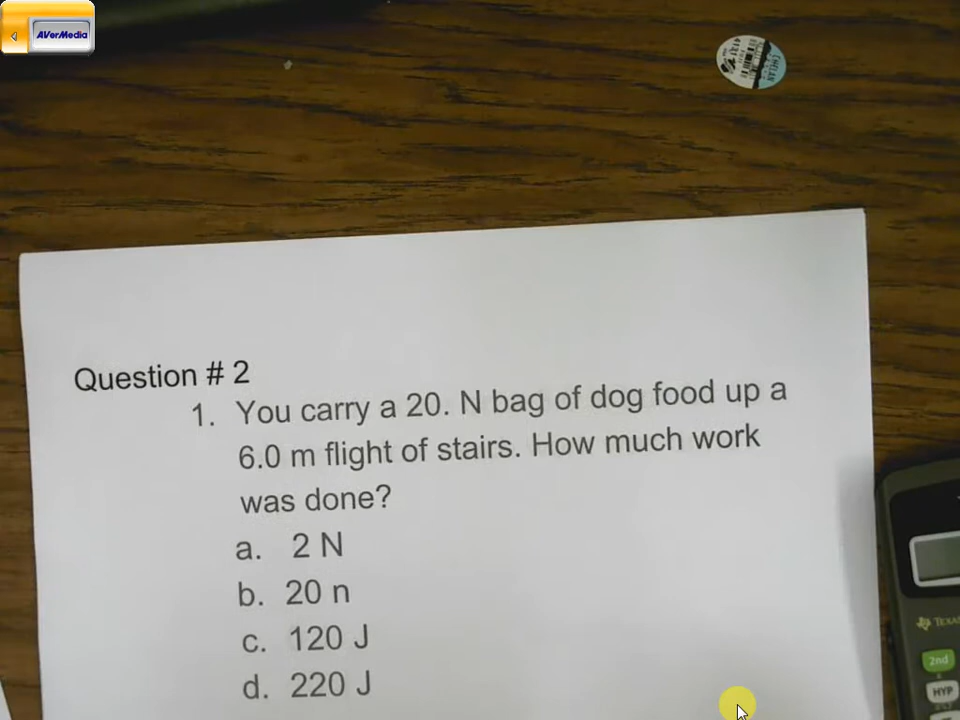 AVerMedia
Question # 2
1. You carry a 20. N bag of dog food up a
6.0 m flight of stairs. How much work
was done?
a. 2 N
b. 20 n
c. 120 J
d. 220 J
TEXAS
2nd
HYP